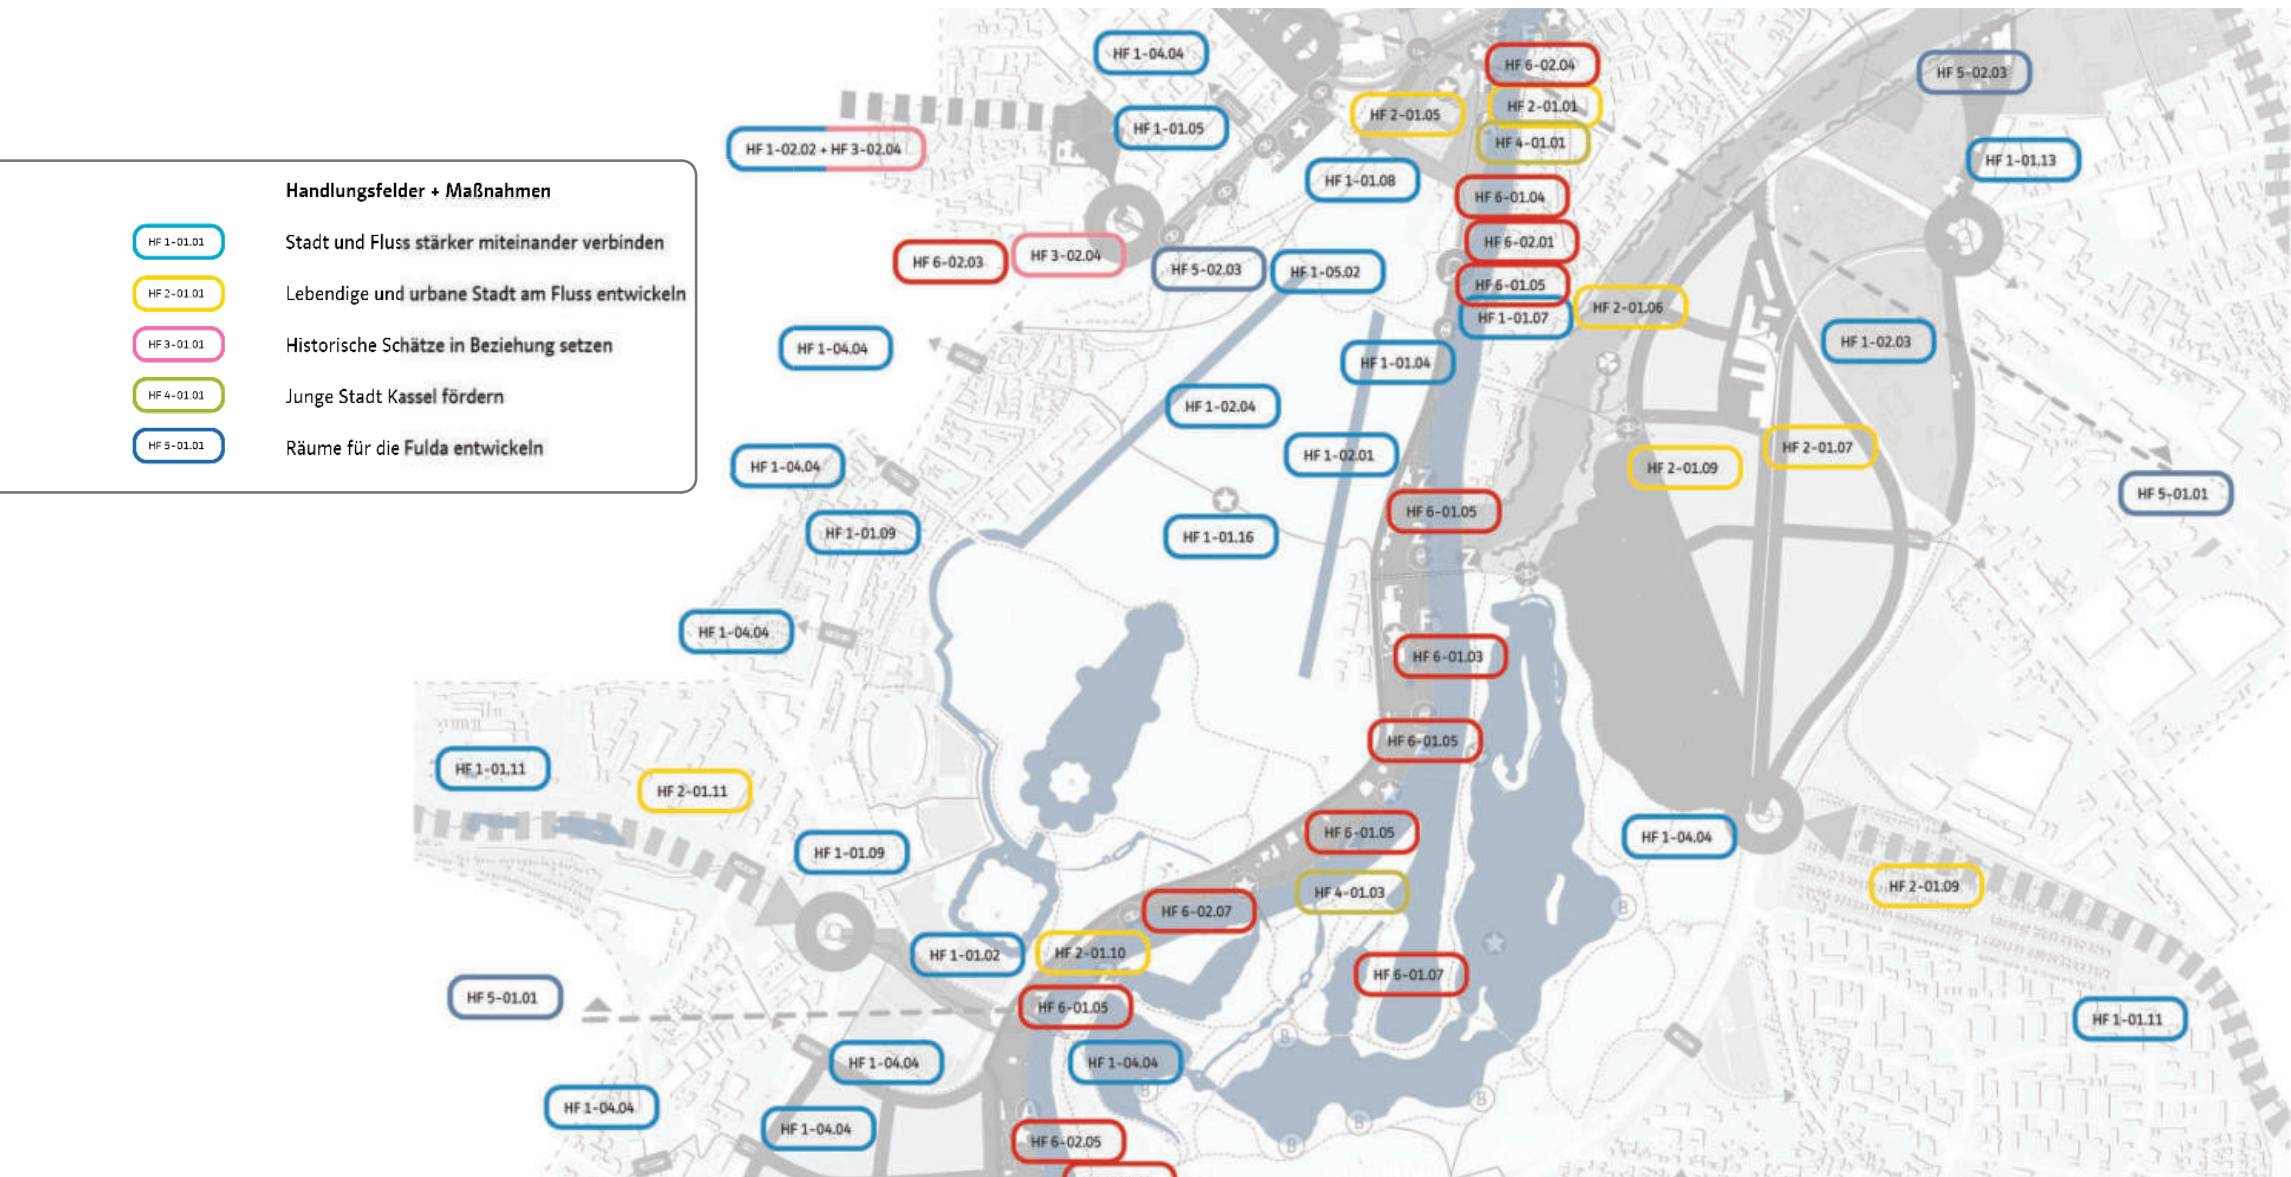 Handlungsfelder + Maßnahmen
HF 1-01.01 Stadt und Fluss stärker miteinander verbinden
HF 2-01.01 Lebendige und urbane Stadt am Fluss entwickeln
HF 3-01.01 Historische Schätze in Beziehung setzen
HF 4-01.01 Junge Stadt Kassel fördern
HF 5-01.01 Räume für die Fulda entwickeln
HF 1-04.04
HF 6-02.04
HF 5-02.03
HF 2-01.01
HF 2-01.05
HF 1-01.05
HF 4-01.01
HF 1-02.02 + HF 3-02.04
HF 1-01.13
HF 1-01.08
HF 6-01.04
HF 6-02.01
HF 3-02.04
HF 6-02.03
HF 5-02.03
HF 1-05.02
HF 6-01.05
HF 2-01.06
HF 1-01.07
HF 1-02.03
HF 1-04.04
HF 1-01.04
HF 1-02.04
HF 2-01.07
HF 1-02.01
HF 1-04.04
HF 2-01.09
HF 5-01.01
HF 6-01.05
HF 1-01.09
HF 1-01.16
Z
HF 1-04.04
F
HF 6-01.03
HF 6-01.05
HF 1-01.11
HF 2-01.11
HF 6-01.05
HF 1-04.04
HF 1-01.09
HF 2-01.09
HF 4-01.03
B
HF 6-02.07
HF 1-01.02
HF 2-01.10
HF 6-01.07
HF 5-01.01
HF 6-01.05
HF 1-01.11
B
HF 1-04.04
HF 1-04.04
B
B
HF 1-04.04
A
B
HF 1-04.04
HF 6-02.05
B